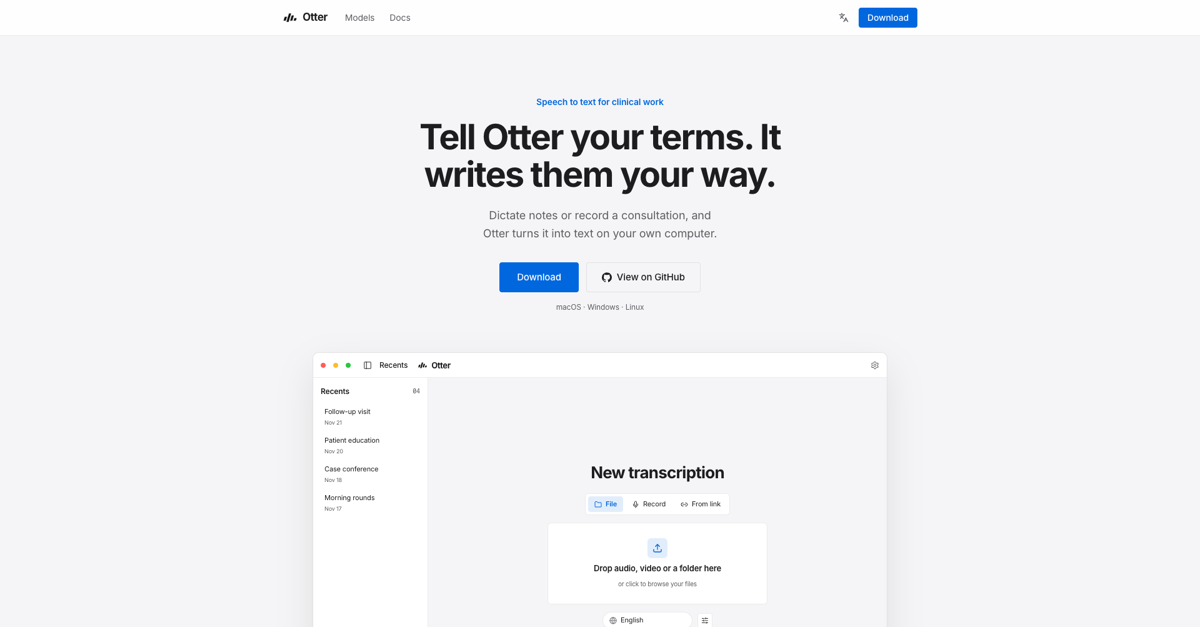 Otter Models Docs Download
Speech to text for clinical work
Tell Otter your terms. It
writes them your way.
Dictate notes or record a consultation, and
Otter turns it into text on your own computer.
Download View on GitHub
macOS · Windows · Linux
Recents Otter
Recents 04
Follow-up visit
Nov 21
Patient education
Nov 20
Case conference
Nov 18
Morning rounds
Nov 17
New transcription
File Record From link
Drop audio, video or a folder here
or click to browse your files
English